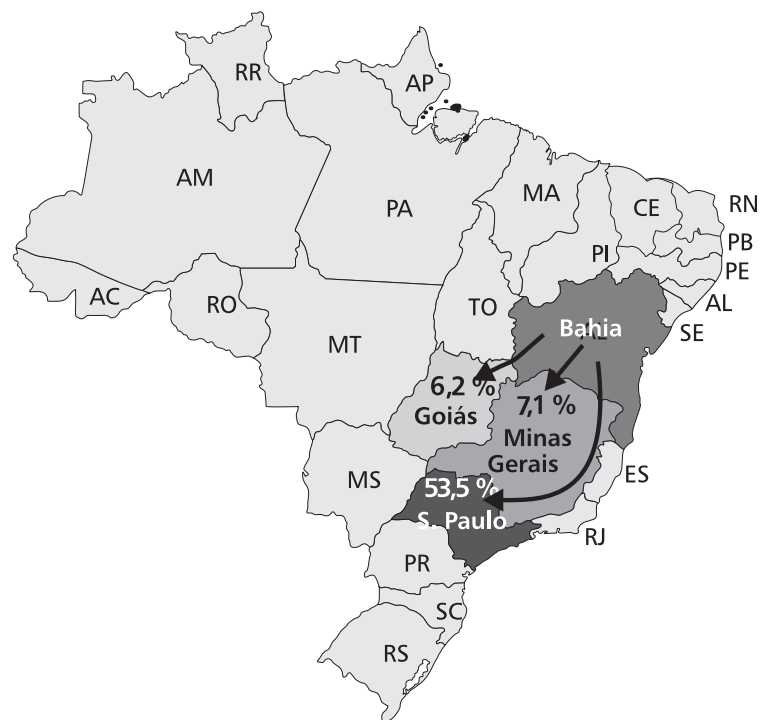 RR
AP
AM
PA
MA
CE
RN
PB
PE
PI
AL
SE
AC
RO
TO
MT
Bahia
6,2 %
Goiás
7,1 %
Minas
Gerais
MS
53,5 %
S. Paulo
ES
RJ
PR
SC
RS